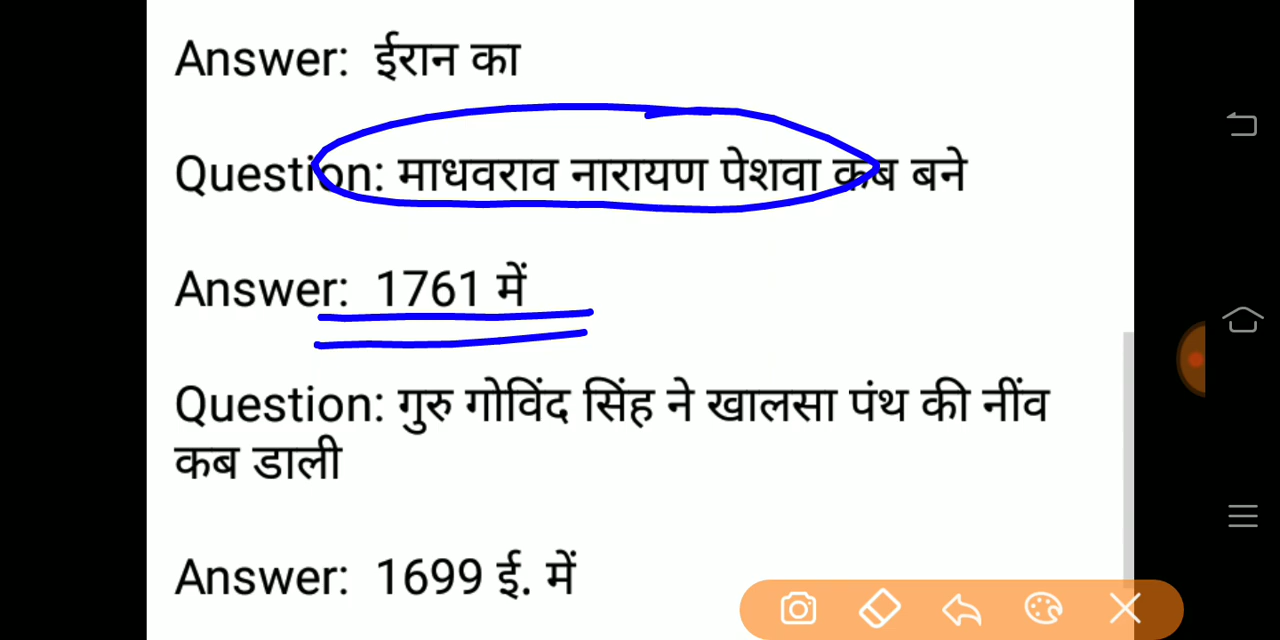 Answer: ईरान का
Question: माधवराव नारायण पेशवा कब बने
Answer: 1761 में
Question: गुरु गोविंद सिंह ने खालसा पंथ की नींव
कब डाली
Answer: 1699 ई. में